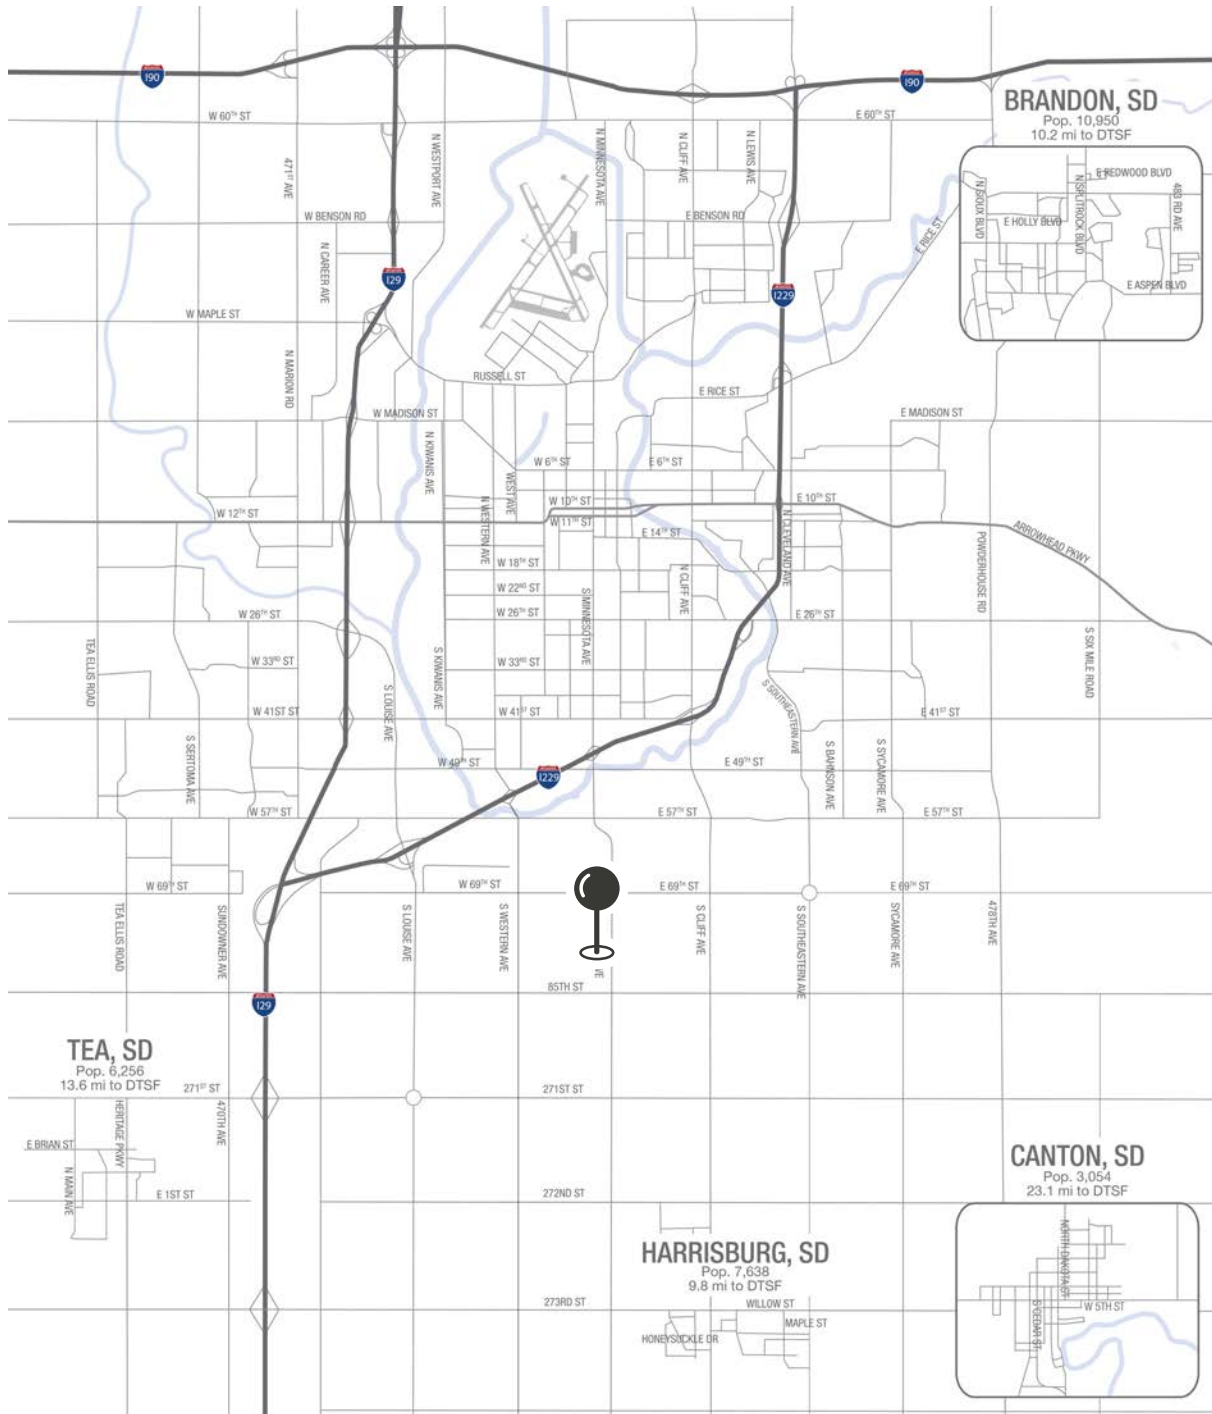 I90
I90
BRANDON, SD
Pop. 10,950
10.2 mi to DTSF
W 60TH ST
E 60TH ST
N WESTPORT AVE
N MINNESOTA AVE
N CLIFF AVE
N LEWIS AVE
471ST AVE
E REDWOOD BLVD
N SIOUX BLVD
N SPLITROCK BLVD
483 RD AVE
E HOLLY BLVD
E ASPEN BLVD
W BENSON RD
E BENSON RD
E RICE ST
N CAREER AVE
I29
I229
W MAPLE ST
N MARION RD
RUSSELL ST
E RICE ST
W MADISON ST
E MADISON ST
N KIWANIS AVE
W 6TH ST
E 6TH ST
WEST AVE
W 10TH ST
E 10TH ST
W 12TH ST
N WESTERN AVE
W 11TH ST
E 14TH ST
N CLEVELAND AVE
ARROWHEAD PKWY
POWDERHOUSE RD
W 18TH ST
N CLIFF AVE
W 22ND ST
S MINNESOTA AVE
W 26TH ST
W 26TH ST
E 26TH ST
TEA ELLIS ROAD
S KIWANIS AVE
S SIX MILE ROAD
W 33RD ST
W 33RD ST
S LOUISE AVE
S SOUTHEASTERN AVE
W 41ST ST
W 41ST ST
E 41ST ST
S SERTOMA AVE
S BAHNSON AVE
S SYCAMORE AVE
W 49TH ST
E 49TH ST
I229
W 57TH ST
E 57TH ST
E 57TH ST
W 69TH ST
W 69TH ST
E 69TH ST
E 69TH ST
TEA ELLIS ROAD
SUNDOWNER AVE
S LOUISE AVE
S WESTERN AVE
VE
S CLIFF AVE
S SOUTHEASTERN AVE
SYCAMORE AVE
478TH AVE
85TH ST
I29
TEA, SD
Pop. 6,256
13.6 mi to DTSF
271ST ST
271ST ST
HERITAGE PKWY
470TH AVE
E BRIAN ST
N MAIN AVE
E 1ST ST
272ND ST
CANTON, SD
Pop. 3,054
23.1 mi to DTSF
NORTH DAKOTA ST
S CEDAR ST
W 5TH ST
HARRISBURG, SD
Pop. 7,638
9.8 mi to DTSF
273RD ST
WILLOW ST
MAPLE ST
HONEYSUCKLE DR